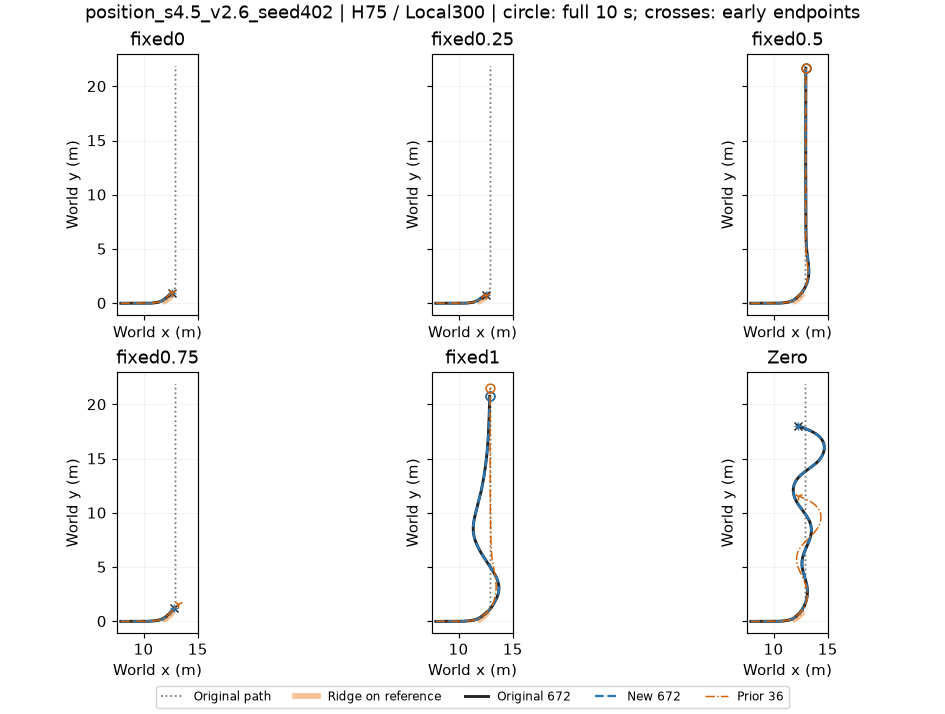 position_s4.5_v2.6_seed402 | H75 / Local300 | circle: full 10 s; crosses: early endpoints
fixed0
fixed0.25
fixed0.5
World y (m)
20
15
10
5
0
World x (m)
World y (m)
World x (m)
World y (m)
World x (m)
fixed0.75
fixed1
Zero
World y (m)
20
15
10
5
0
10 15
World x (m)
World y (m)
10 15
World x (m)
World y (m)
10 15
World x (m)
Original path Ridge on reference Original 672 New 672 Prior 36